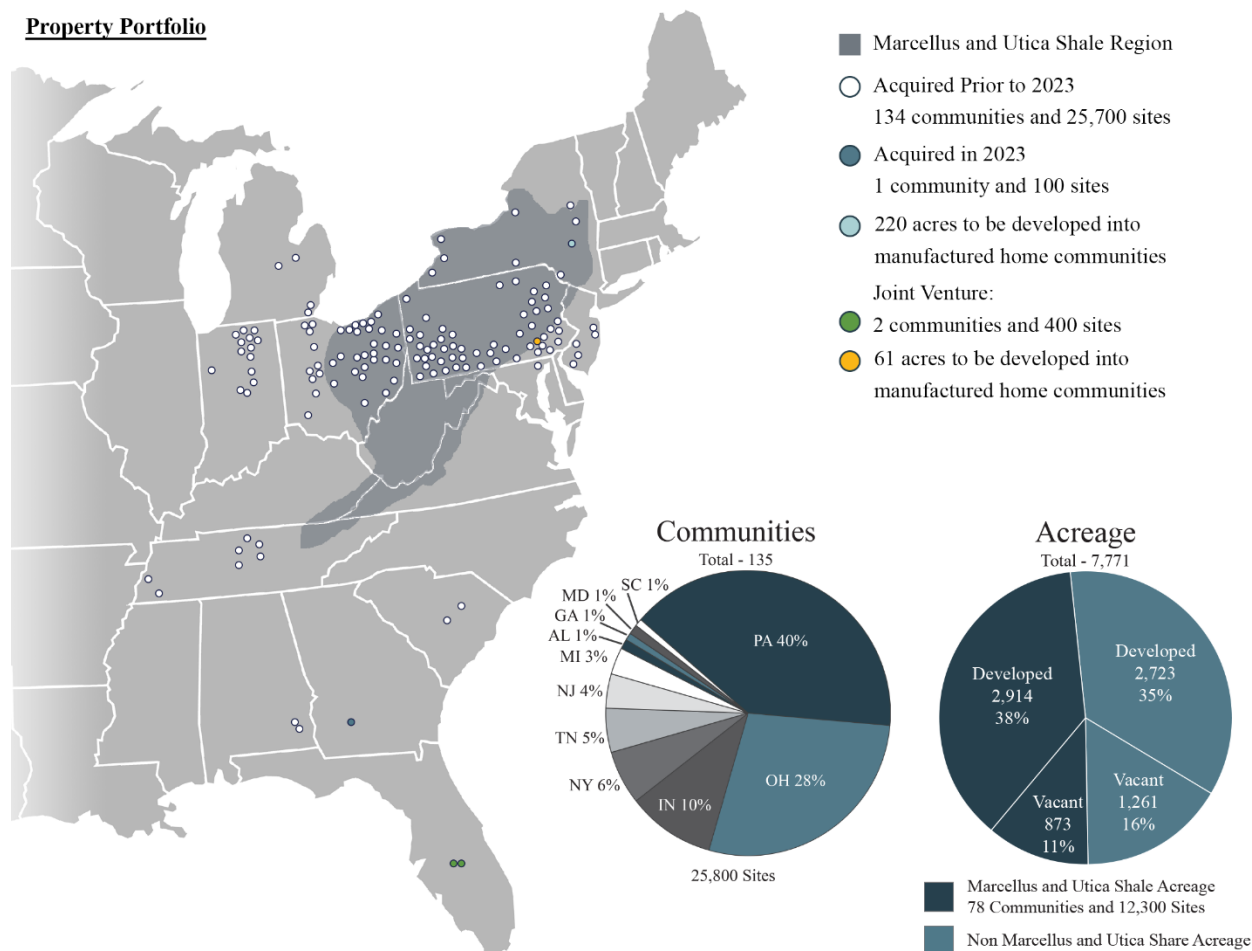 Property Portfolio
Marcellus and Utica Shale Region
Acquired Prior to 2023
134 communities and 25,700 sites
Acquired in 2023
1 community and 100 sites
220 acres to be developed into
manufactured home communities
Joint Venture:
2 communities and 400 sites
61 acres to be developed into
manufactured home communities
Communities
Total - 135
SC 1%
MD 1%
GA 1%
AL 1%
MI 3%
NJ 4%
TN 5%
NY 6%
IN 10%
OH 28%
PA 40%
25,800 Sites
Acreage
Total - 7,771
Developed
2,914
38%
Developed
2,723
35%
Vacant
873
11%
Vacant
1,261
16%
Marcellus and Utica Shale Acreage
78 Communities and 12,300 Sites
Non Marcellus and Utica Share Acreage